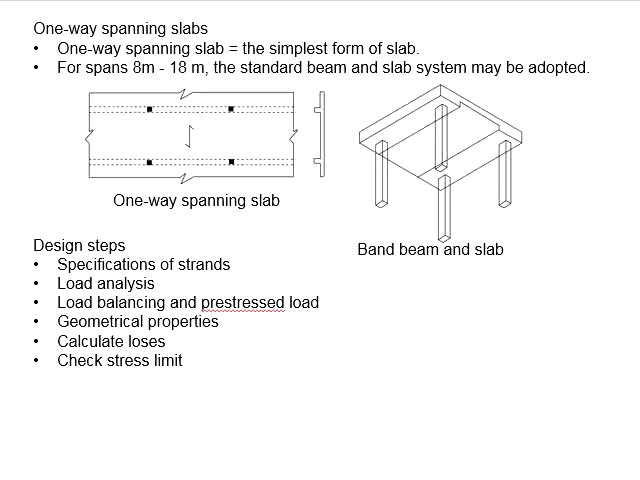 One-way spanning slabs
• One-way spanning slab = the simplest form of slab.
• For spans 8m - 18 m, the standard beam and slab system may be adopted.
One-way spanning slab
Band beam and slab
Design steps
• Specifications of strands
• Load analysis
• Load balancing and prestressed load
• Geometrical properties
• Calculate loses
• Check stress limit